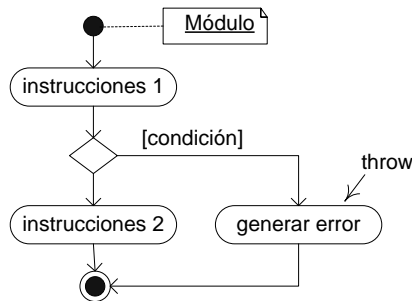 Módulo
instrucciones 1
[condición]
throw
instrucciones 2
generar error